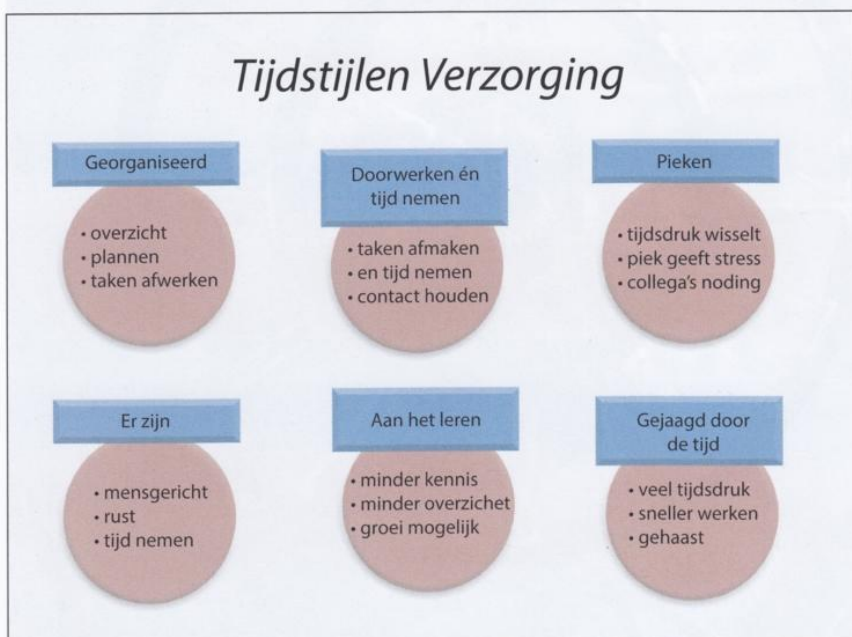 Tijdstijlen Verzorging
Georganiseerd
• overzicht
• plannen
• taken afwerken
Doorwerken én
tijd nemen
• taken afmaken
• en tijd nemen
• contact houden
Pieken
• tijdsdruk wisselt
• piek geeft stress
• collega's noding
Er zijn
• mensgericht
• rust
• tijd nemen
Aan het leren
• minder kennis
• minder overzichet
• groei mogelijk
Gejaagd door
de tijd
• veel tijdsdruk
• sneller werken
• gehaast